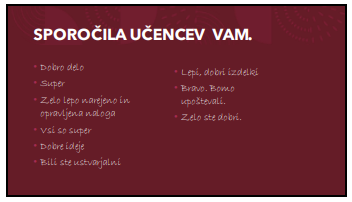 SPOROČILA UČENCEV VAM.
Dobro delo
Super
Zelo lepo narejeno in
opravljena naloga
Vsi so super
Dobre ideje
Bili ste ustvarjalni
Lepi, dobri izdelki
Bravo. Bomo
upoštevali.
Zelo ste dobri.